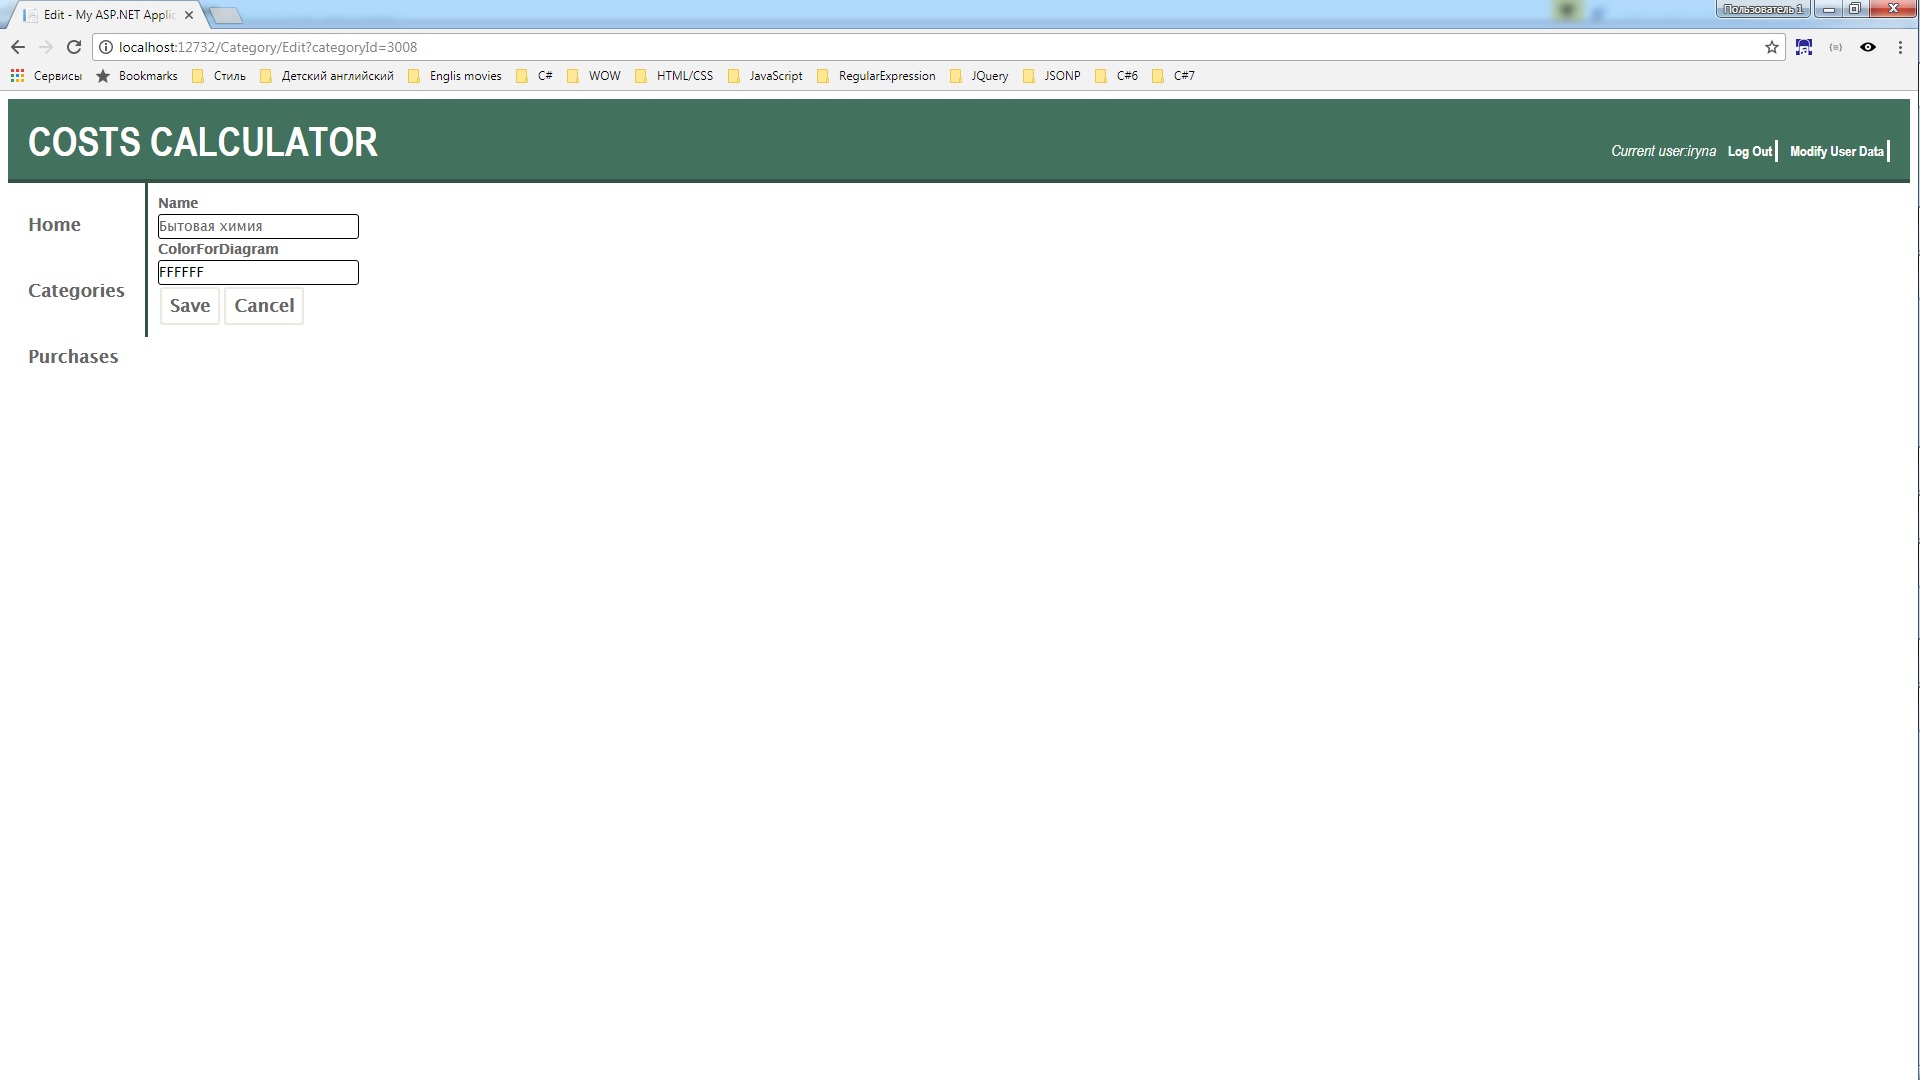 Edit - My ASP.NET Applic
Пользователь 1
localhost:12732/Category/Edit?categoryId=3008
Сервисы Bookmarks Стиль Детский английский Englis movies C# WOW HTML/CSS JavaScript RegularExpression JQuery JSONP C#6 C#7
COSTS CALCULATOR
Current user:iryna Log Out Modify User Data
Home
Categories
Purchases
Name
Бытовая химия
ColorForDiagram
FFFFFF
Save Cancel